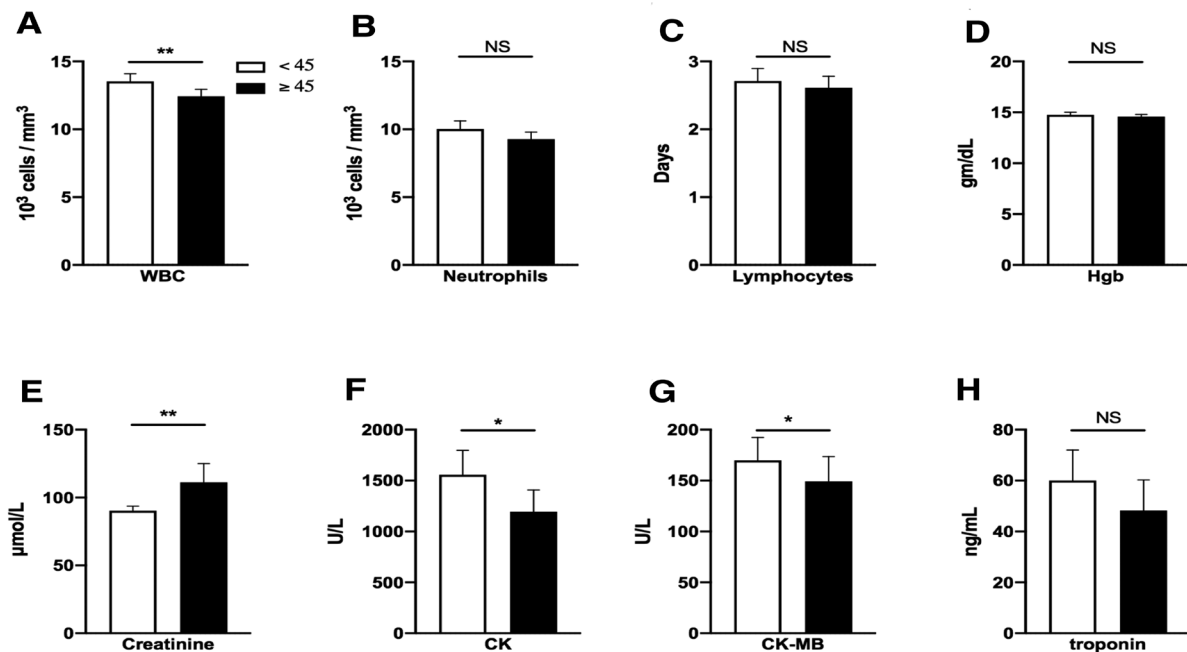 A
**
< 45
≥ 45
15
10
5
0
10³ cells / mm³
WBC
B
NS
15
10
5
0
10³ cells / mm³
Neutrophils
C
NS
3
2
1
0
Days
Lymphocytes
D
NS
20
15
10
5
0
gm/dL
Hgb
E
**
150
100
50
0
µmol/L
Creatinine
F
*
2000
1500
1000
500
0
U/L
CK
G
*
200
150
100
50
0
U/L
CK-MB
H
NS
80
60
40
20
0
ng/mL
troponin